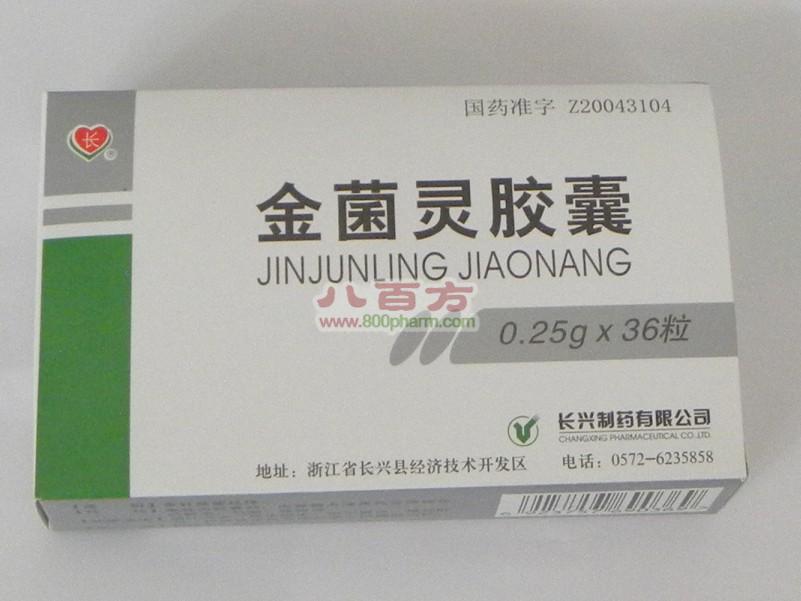 国药准字 Z20043104
长
金菌灵胶囊
JINJUNLING JIAONANG
八百方
www.800pharm.com
0.25g x 36粒
长兴制药有限公司
CHANGXING PHARMACEUTICAL CO.,LTD.
地址：浙江省长兴县经济技术开发区 电话：0572-6235858